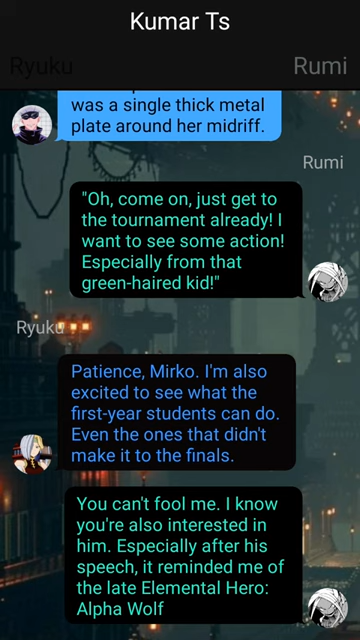 Kumar Ts
Ryuku
Rumi
was a single thick metal
plate around her midriff.
Rumi
"Oh, come on, just get to
the tournament already! I
want to see some action!
Especially from that
green-haired kid!"
Ryuku
Patience, Mirko. I'm also
excited to see what the
first-year students can do.
Even the ones that didn't
make it to the finals.
You can't fool me. I know
you're also interested in
him. Especially after his
speech, it reminded me of
the late Elemental Hero:
Alpha Wolf